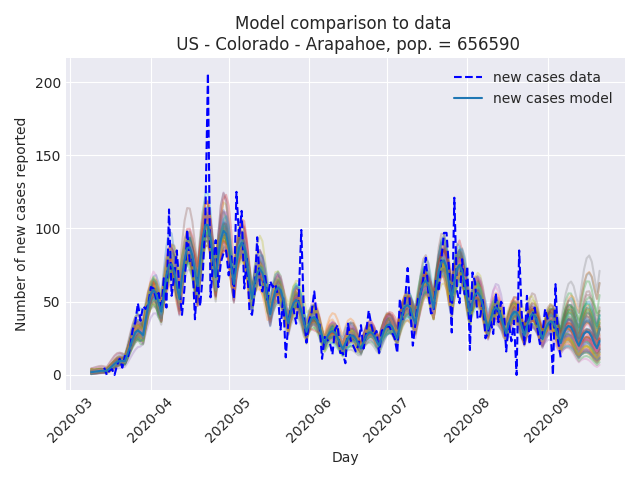 Model comparison to data
US - Colorado - Arapahoe, pop. = 656590
new cases data
new cases model
Number of new cases reported
200
150
100
50
0
2020-03
2020-04
2020-05
2020-06
2020-07
2020-08
2020-09
Day